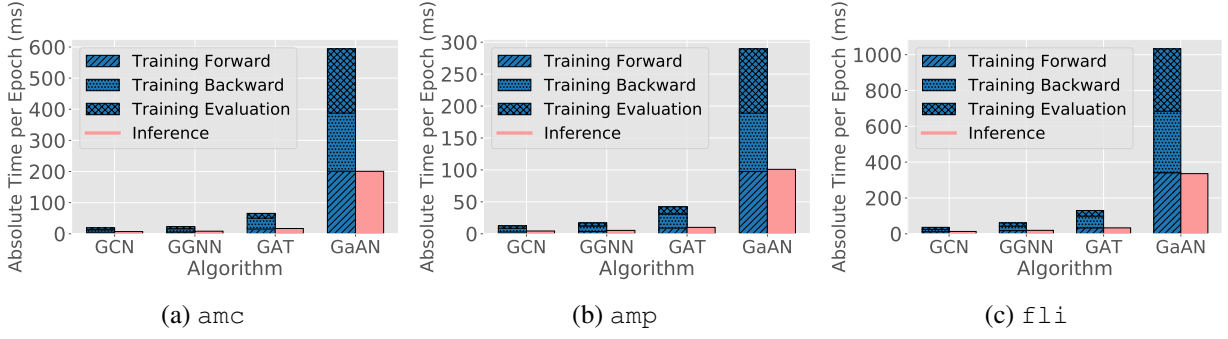 Absolute Time per Epoch (ms)
600
500
400
300
200
100
0
Training Forward
Training Backward
Training Evaluation
Inference
GCN GGNN GAT GaAN
Algorithm
(a) amc
Absolute Time per Epoch (ms)
300
250
200
150
100
50
0
Training Forward
Training Backward
Training Evaluation
Inference
GCN GGNN GAT GaAN
Algorithm
(b) amp
Absolute Time per Epoch (ms)
1000
800
600
400
200
0
Training Forward
Training Backward
Training Evaluation
Inference
GCN GGNN GAT GaAN
Algorithm
(c) fli